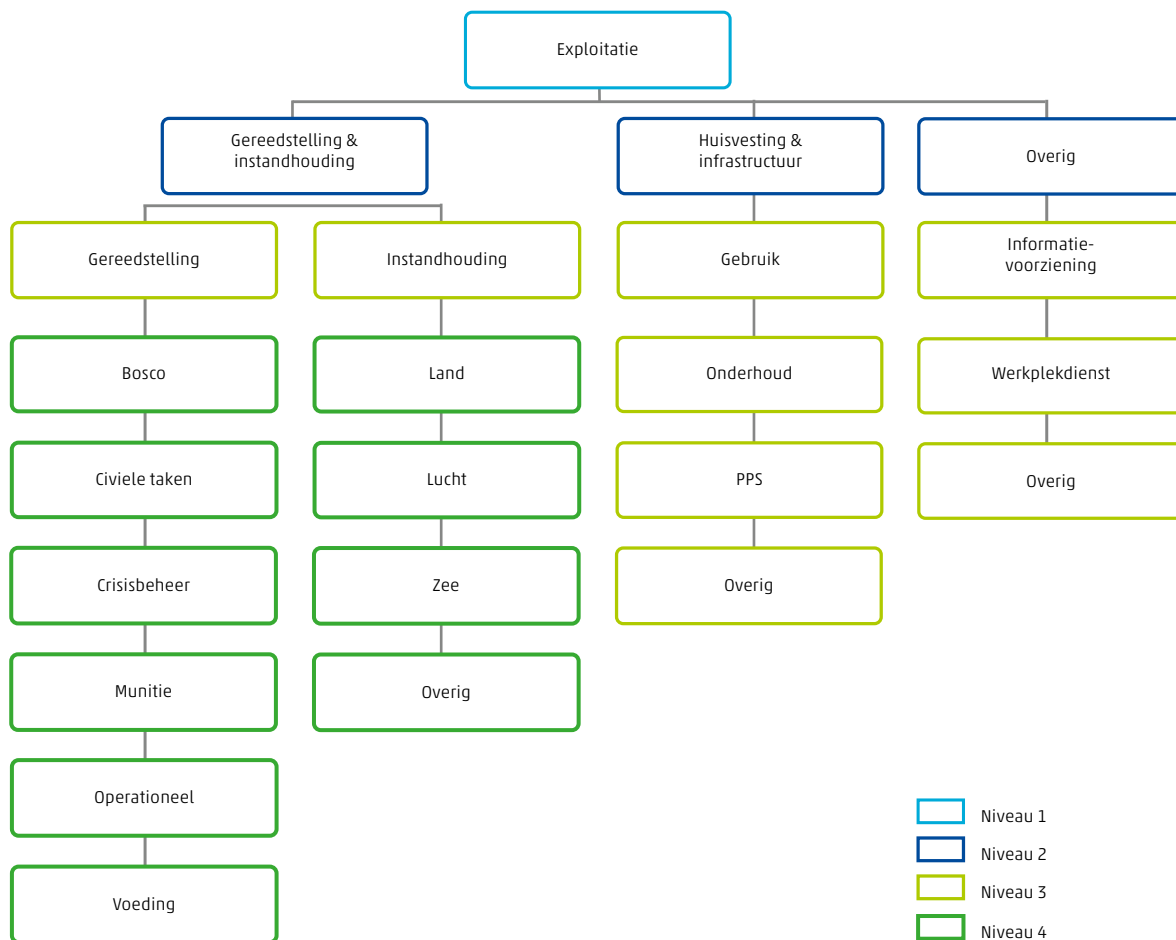 Exploitatie
Gereedstelling &
instandhouding
Huisvesting &
infrastructuur
Overig
Gereedstelling
Instandhouding
Gebruik
Informatie-
voorziening
Bosco
Land
Onderhoud
Werkplekdienst
Civiele taken
Lucht
PPS
Overig
Crisisbeheer
Zee
Overig
Munitie
Overig
Operationeel
Voeding
Niveau 1
Niveau 2
Niveau 3
Niveau 4